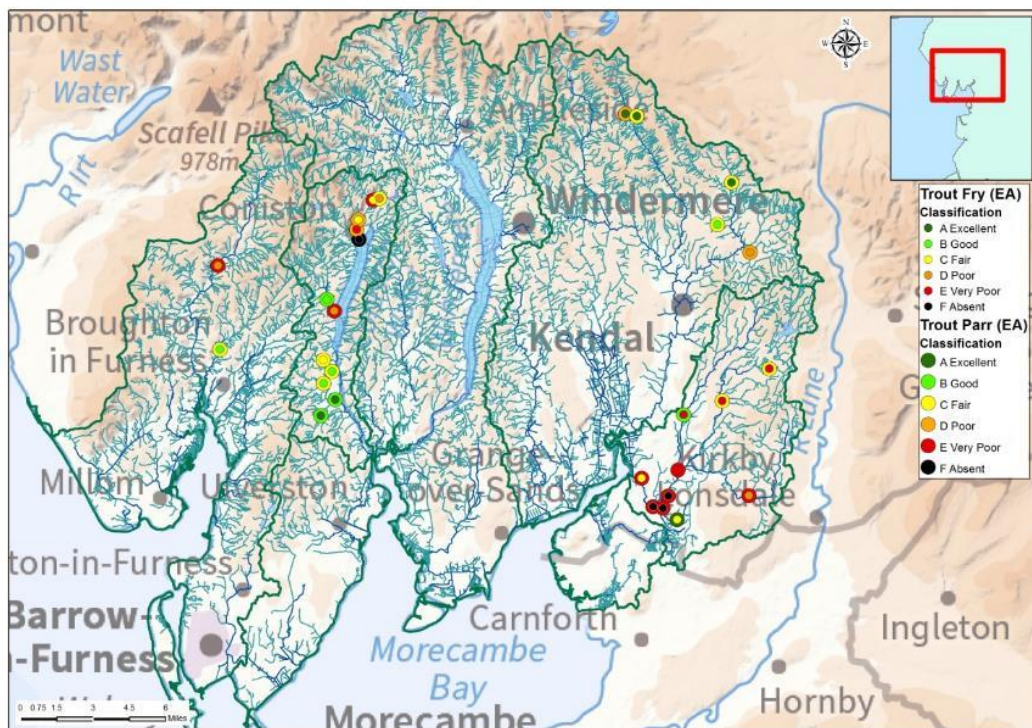 mont
Wast
Water
Scafell Pike
978m
R Irt
Ambleside
Coniston
Windermere
Broughton
in Furness
Kendal
R Lune
Millom
Ulverston
Grange-
over-Sands
Kirkby
Lonsdale
ton-in-Furness
Barrow-
n-Furness
Carnforth
Morecambe
Bay
Morecambe
Ingleton
Hornby
N
W
E
S
0 0.75 1.5 3 4.5 6
Miles
Trout Fry (EA)
Classification
A Excellent
B Good
C Fair
D Poor
E Very Poor
F Absent
Trout Parr (EA)
Classification
A Excellent
B Good
C Fair
D Poor
E Very Poor
F Absent